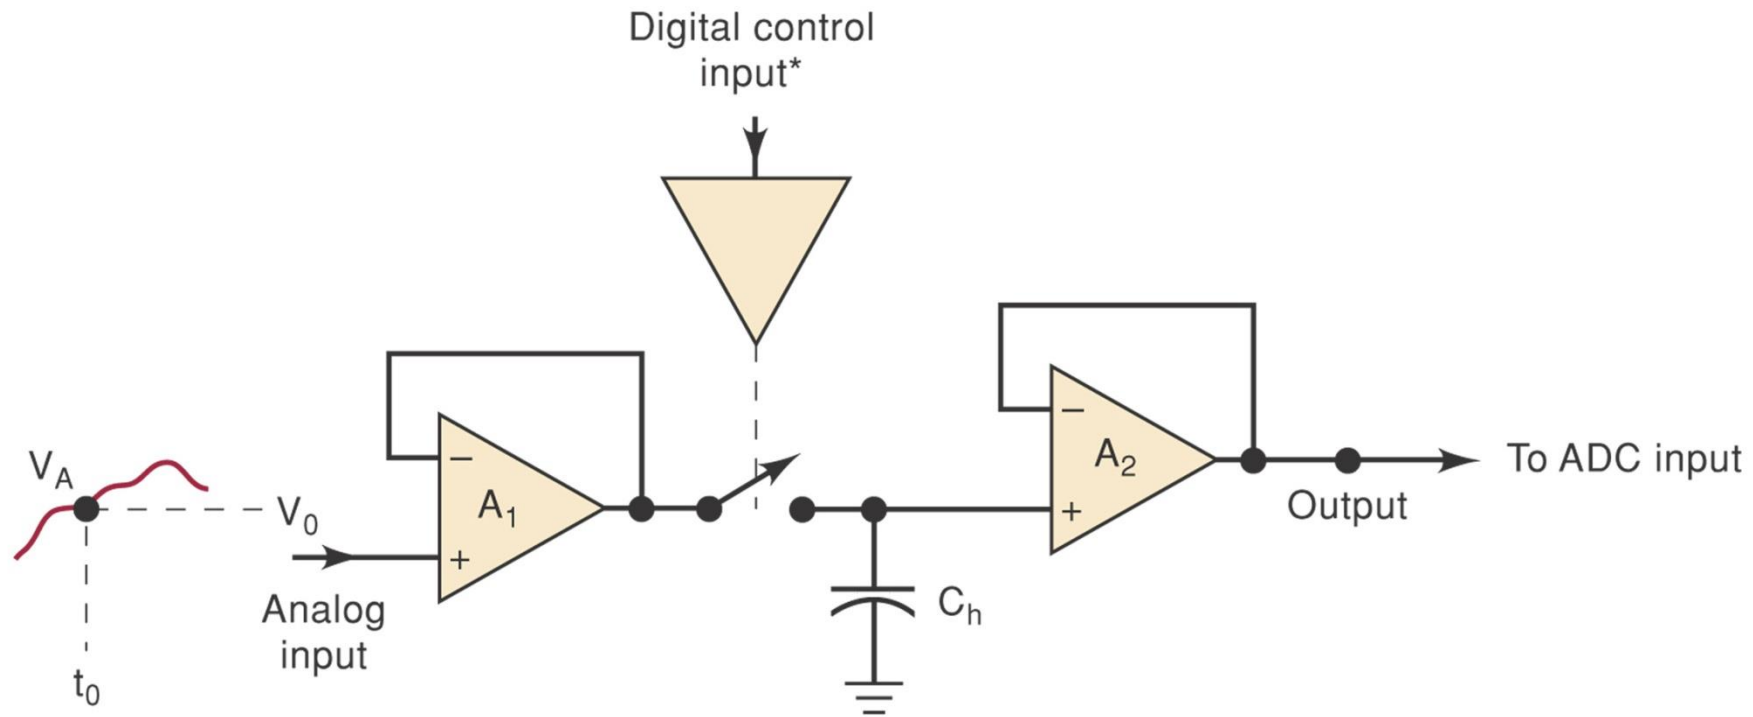 Digital control
input*
V_A
V_0
Analog
input
t_0
−
A_1
+
−
A_2
+
C_h
To ADC input
Output